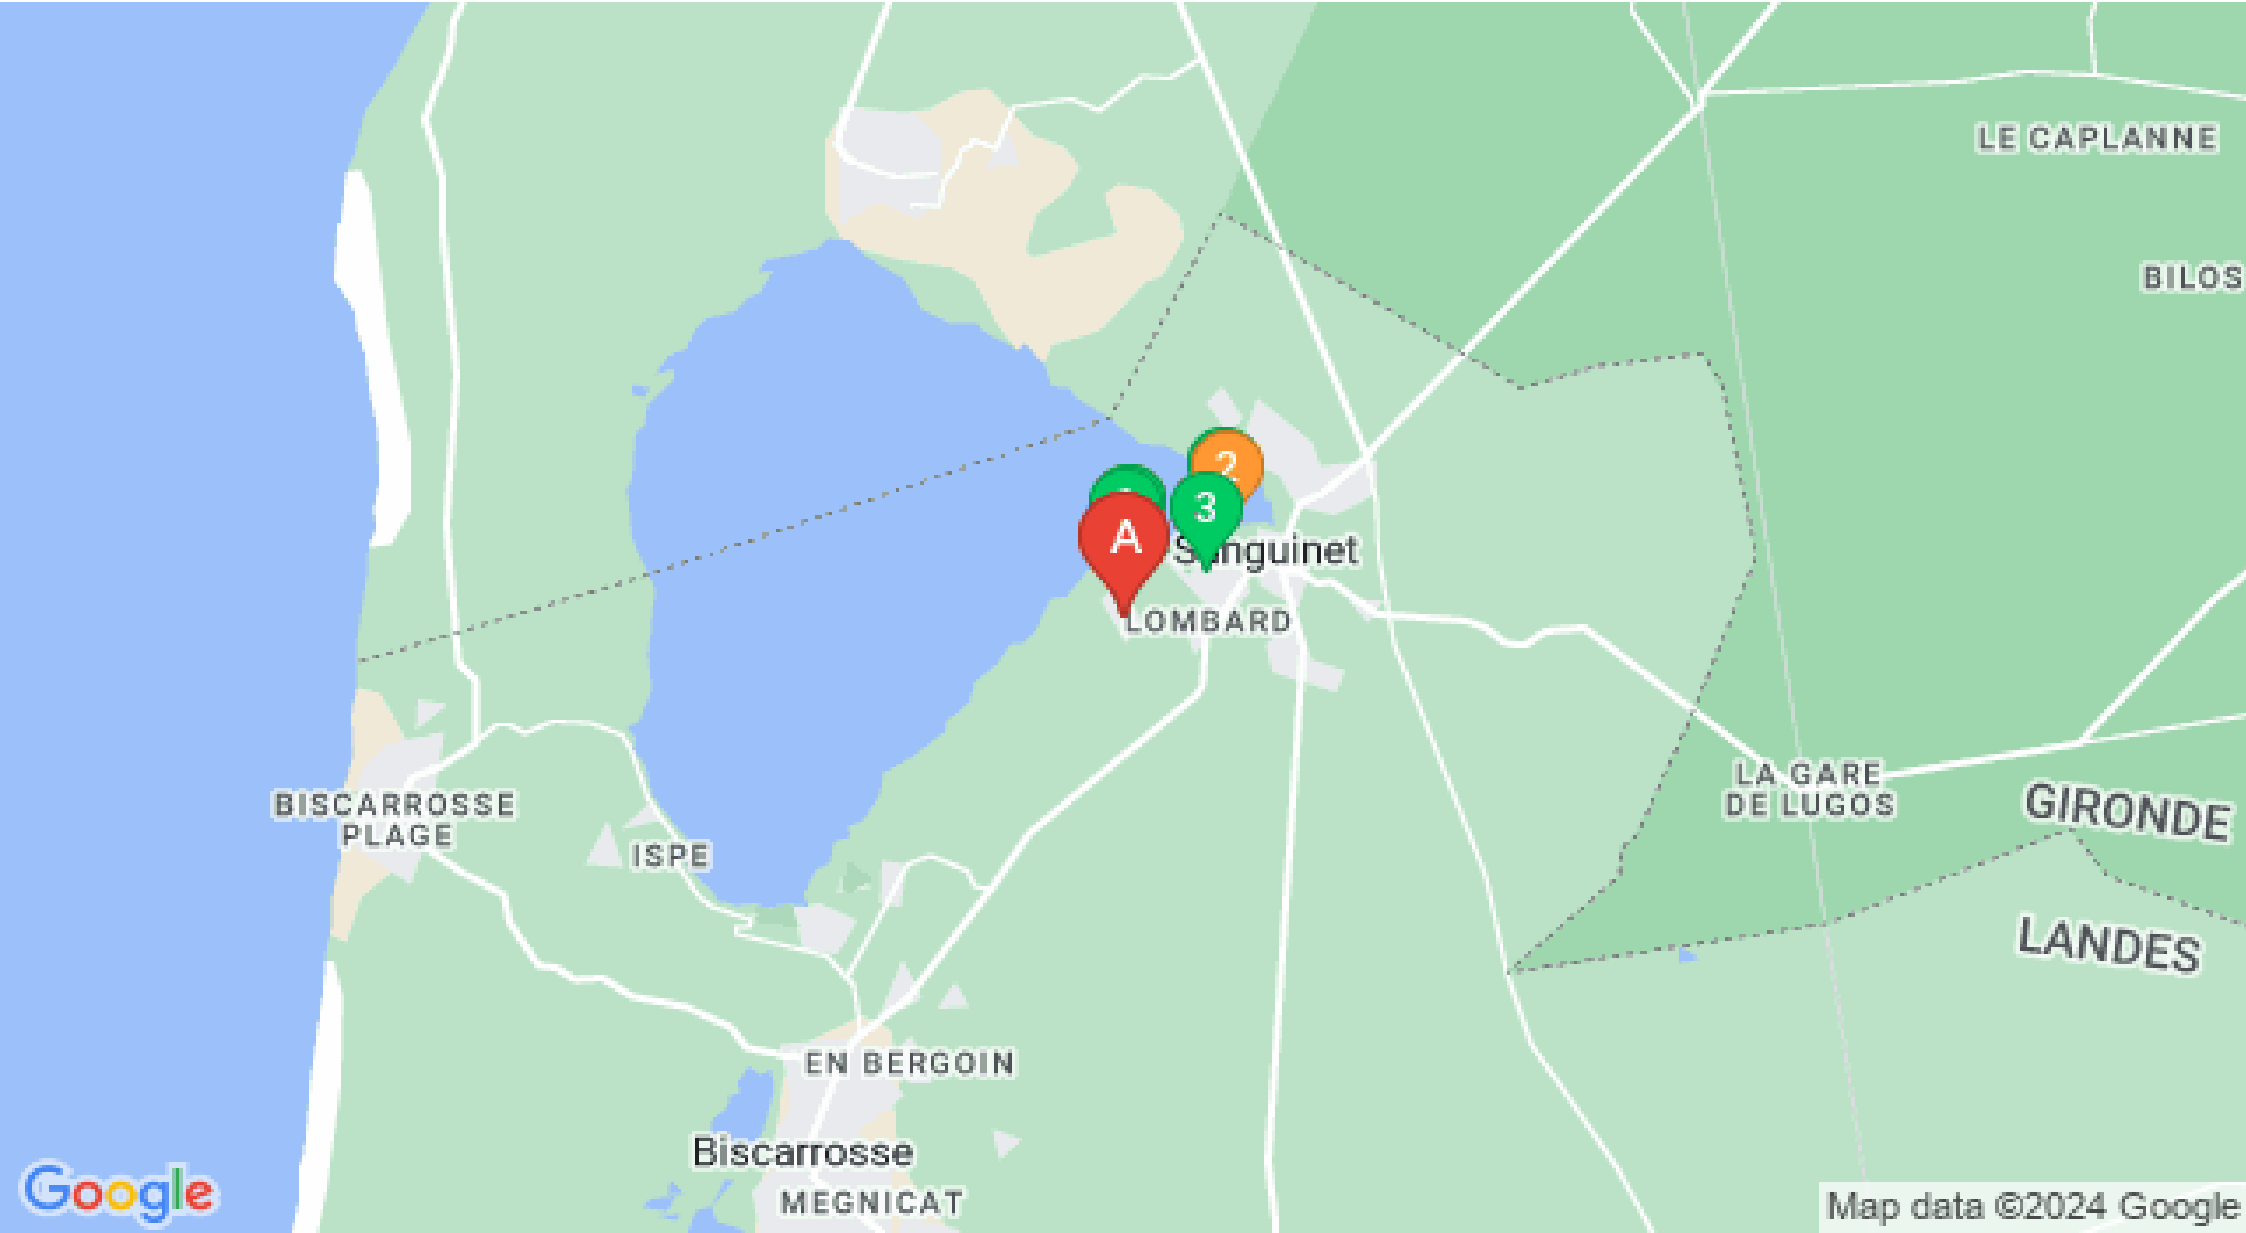 LE CAPLANNE
BILOS
2
3
A
Sanguinet
LOMBARD
LA GARE
DE LUGOS
GIRONDE
BISCARROSSE
PLAGE
ISPE
LANDES
EN BERGOIN
Biscarrosse
MEGNICAT
Google
Map data ©2024 Google